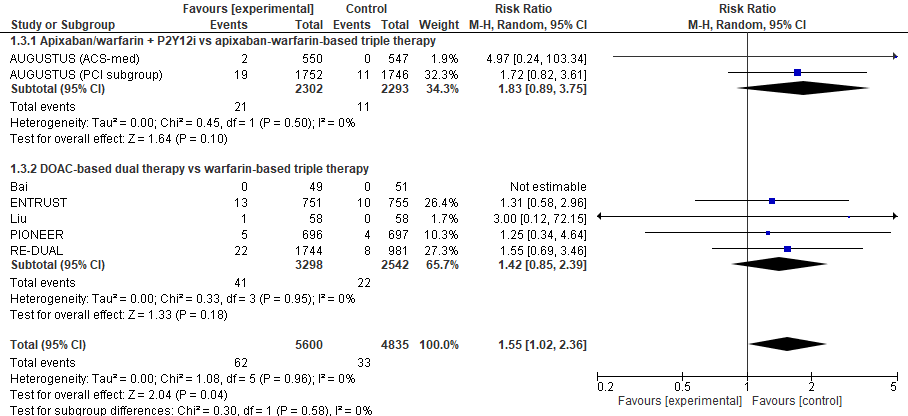 Favours [experimental] Control Risk Ratio Risk Ratio
Study or Subgroup Events Total Events Total Weight M-H, Random, 95% CI M-H, Random, 95% CI
1.3.1 Apixaban/warfarin + P2Y12i vs apixaban-warfarin-based triple therapy
AUGUSTUS (ACS-med) 2 550 0 547 1.9% 4.97 [0.24, 103.34]
AUGUSTUS (PCI subgroup) 19 1752 11 1746 32.3% 1.72 [0.82, 3.61]
Subtotal (95% CI) 2302 2293 34.3% 1.83 [0.89, 3.75]
Total events 21 11
Heterogeneity: Tau² = 0.00; Chi² = 0.45, df = 1 (P = 0.50); I² = 0%
Test for overall effect: Z = 1.64 (P = 0.10)
1.3.2 DOAC-based dual therapy vs warfarin-based triple therapy
Bai 0 49 0 51 Not estimable
ENTRUST 13 751 10 755 26.4% 1.31 [0.58, 2.96]
Liu 1 58 0 58 1.7% 3.00 [0.12, 72.15]
PIONEER 5 696 4 697 10.3% 1.25 [0.34, 4.64]
RE-DUAL 22 1744 8 981 27.3% 1.55 [0.69, 3.46]
Subtotal (95% CI) 3298 2542 65.7% 1.42 [0.85, 2.39]
Total events 41 22
Heterogeneity: Tau² = 0.00; Chi² = 0.33, df = 3 (P = 0.95); I² = 0%
Test for overall effect: Z = 1.33 (P = 0.18)
Total (95% CI) 5600 4835 100.0% 1.55 [1.02, 2.36]
Total events 62 33
Heterogeneity: Tau² = 0.00; Chi² = 1.08, df = 5 (P = 0.96); I² = 0%
Test for overall effect: Z = 2.04 (P = 0.04)
Test for subgroup differences: Chi² = 0.30, df = 1 (P = 0.58), I² = 0%
0.2 0.5 1 2 5
Favours [experimental] Favours [control]